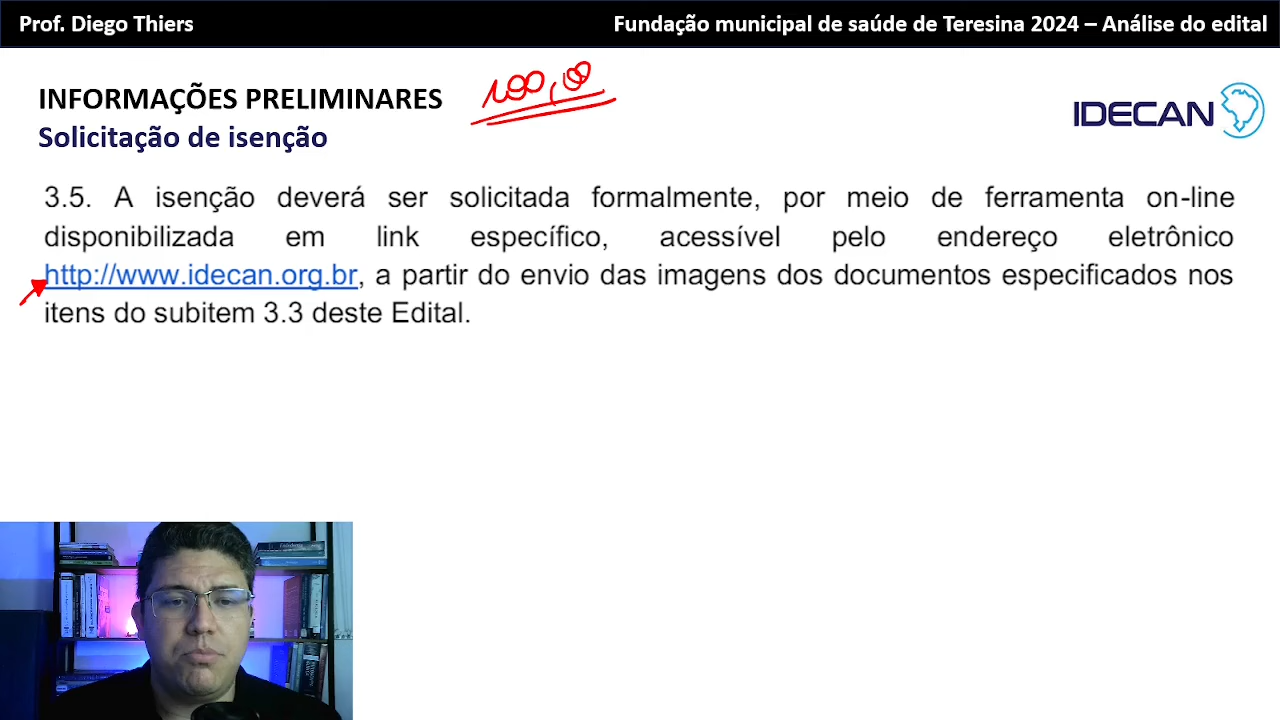 Prof. Diego Thiers
Fundação municipal de saúde de Teresina 2024 – Análise do edital
INFORMAÇÕES PRELIMINARES
100,00
Solicitação de isenção
IDECAN
3.5. A isenção deverá ser solicitada formalmente, por meio de ferramenta on-line
disponibilizada em link específico, acessível pelo endereço eletrônico
http://www.idecan.org.br, a partir do envio das imagens dos documentos especificados nos
itens do subitem 3.3 deste Edital.